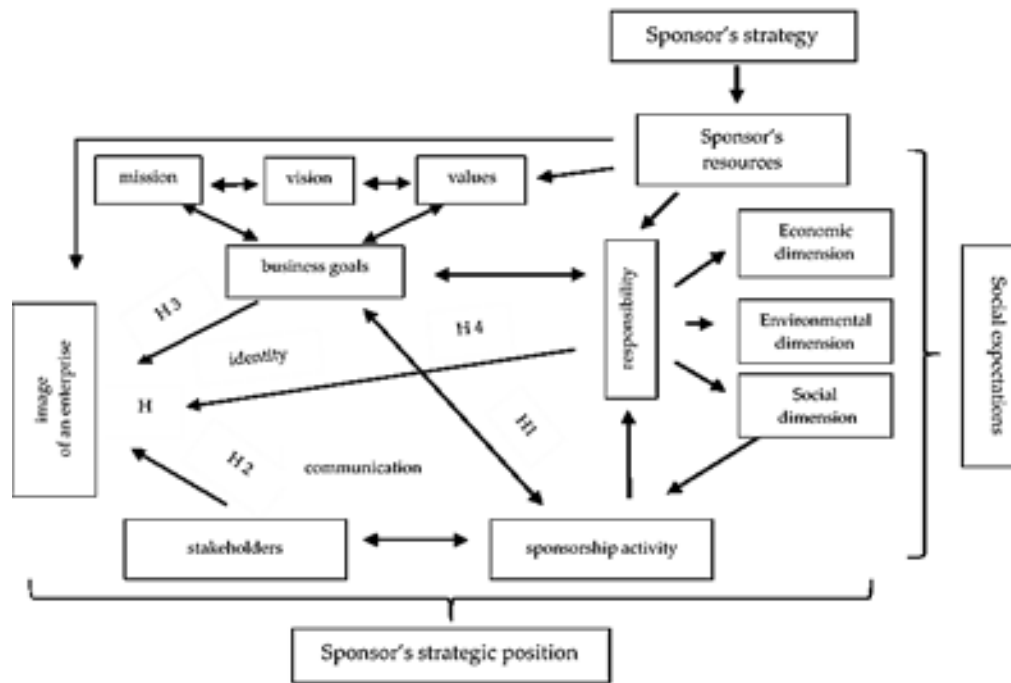 Sponsor's strategy
Sponsor's
resources
mission
vision
values
Economic
dimension
business goals
responsibility
Social expectations
H 3
H 4
Environmental
dimension
identity
image
of an enterprise
H
Social
dimension
H1
H 2
communication
stakeholders
sponsorship activity
Sponsor's strategic position